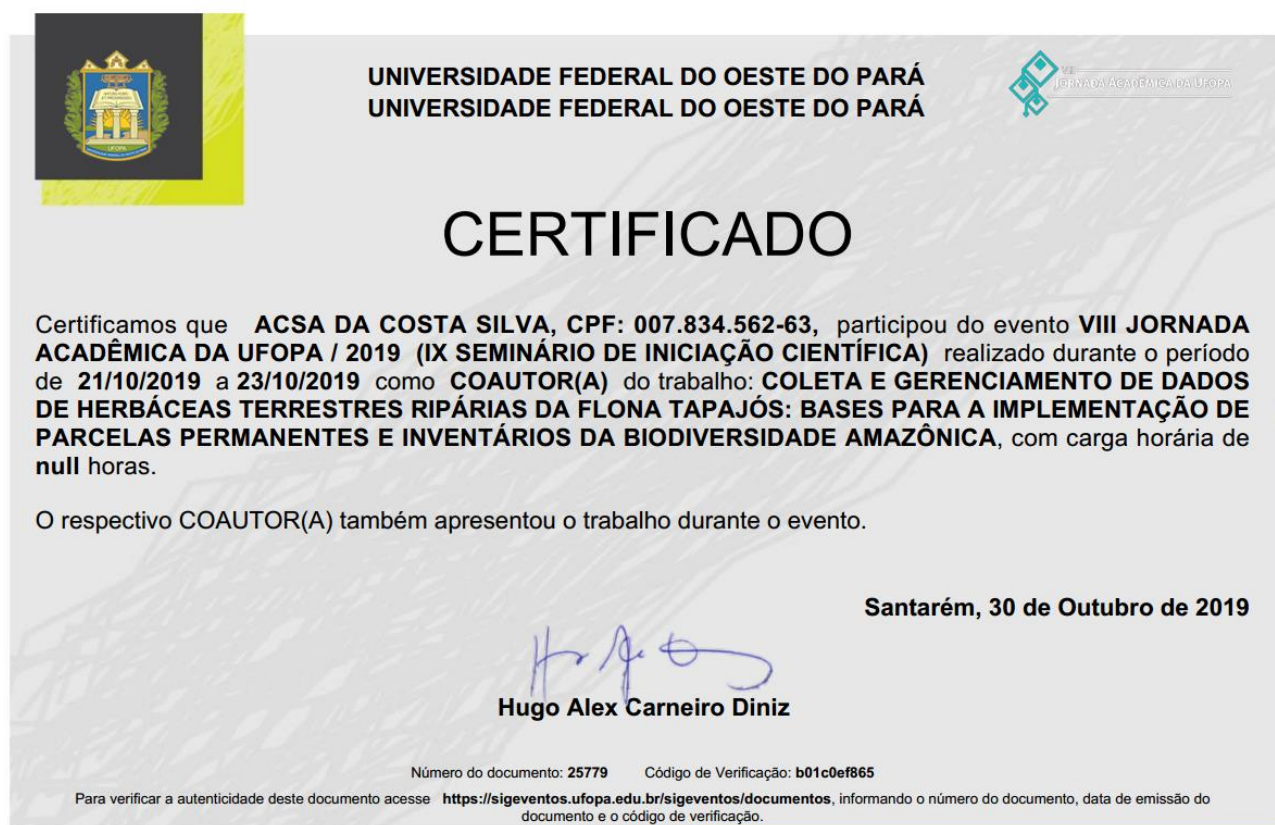 UNIVERSIDADE FEDERAL DO OESTE DO PARÁ
UNIVERSIDADE FEDERAL DO OESTE DO PARÁ
JORNADA ACADÊMICA DA UFOPA
UFOPA
CERTIFICADO
Certificamos que ACSA DA COSTA SILVA, CPF: 007.834.562-63, participou do evento VIII JORNADA
ACADÊMICA DA UFOPA / 2019 (IX SEMINÁRIO DE INICIAÇÃO CIENTÍFICA) realizado durante o período
de 21/10/2019 a 23/10/2019 como COAUTOR(A) do trabalho: COLETA E GERENCIAMENTO DE DADOS
DE HERBÁCEAS TERRESTRES RIPÁRIAS DA FLONA TAPAJÓS: BASES PARA A IMPLEMENTAÇÃO DE
PARCELAS PERMANENTES E INVENTÁRIOS DA BIODIVERSIDADE AMAZÔNICA, com carga horária de
null horas.
O respectivo COAUTOR(A) também apresentou o trabalho durante o evento.
Santarém, 30 de Outubro de 2019
Hugo Alex Carneiro Diniz
Número do documento: 25779 Código de Verificação: b01c0ef865
Para verificar a autenticidade deste documento acesse https://sigeventos.ufopa.edu.br/sigeventos/documentos, informando o número do documento, data de emissão do
documento e o código de verificação.